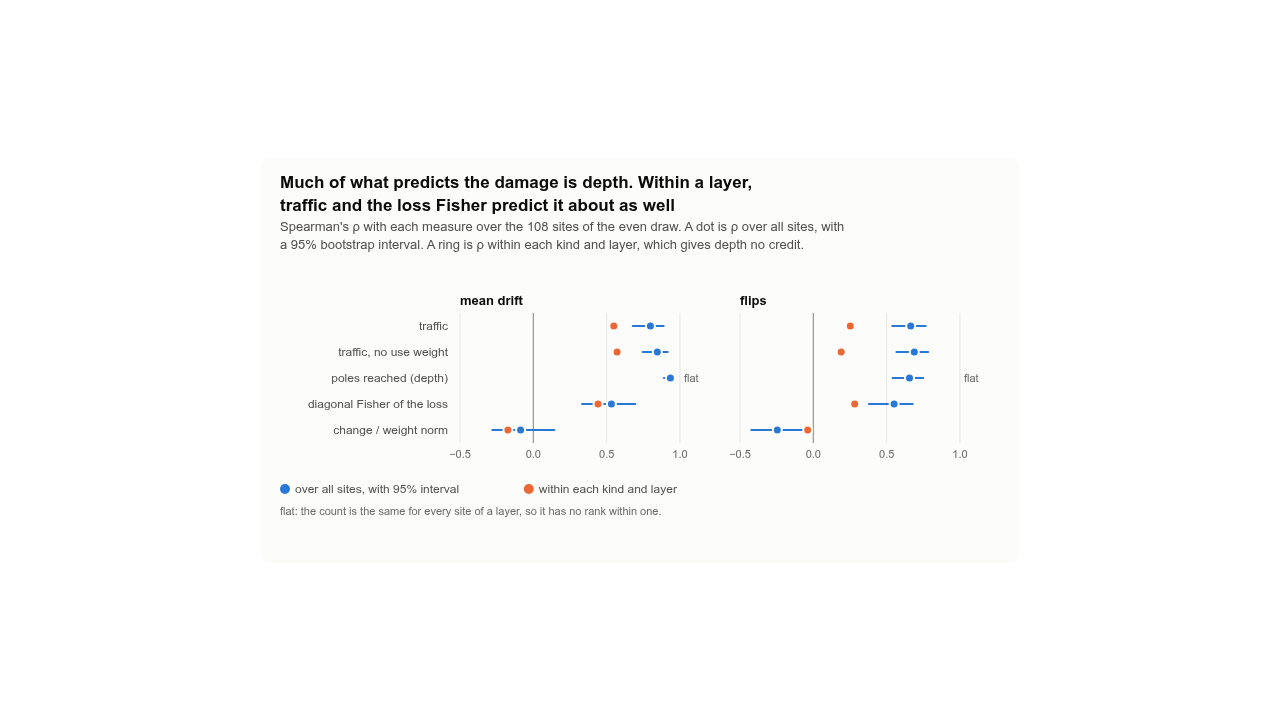 Much of what predicts the damage is depth. Within a layer,
traffic and the loss Fisher predict it about as well
Spearman's ρ with each measure over the 108 sites of the even draw. A dot is ρ over all sites, with
a 95% bootstrap interval. A ring is ρ within each kind and layer, which gives depth no credit.
mean drift
flips
traffic
traffic, no use weight
poles reached (depth)
flat
flat
diagonal Fisher of the loss
change / weight norm
−0.5 0.0 0.5 1.0
−0.5 0.0 0.5 1.0
over all sites, with 95% interval
within each kind and layer
flat: the count is the same for every site of a layer, so it has no rank within one.